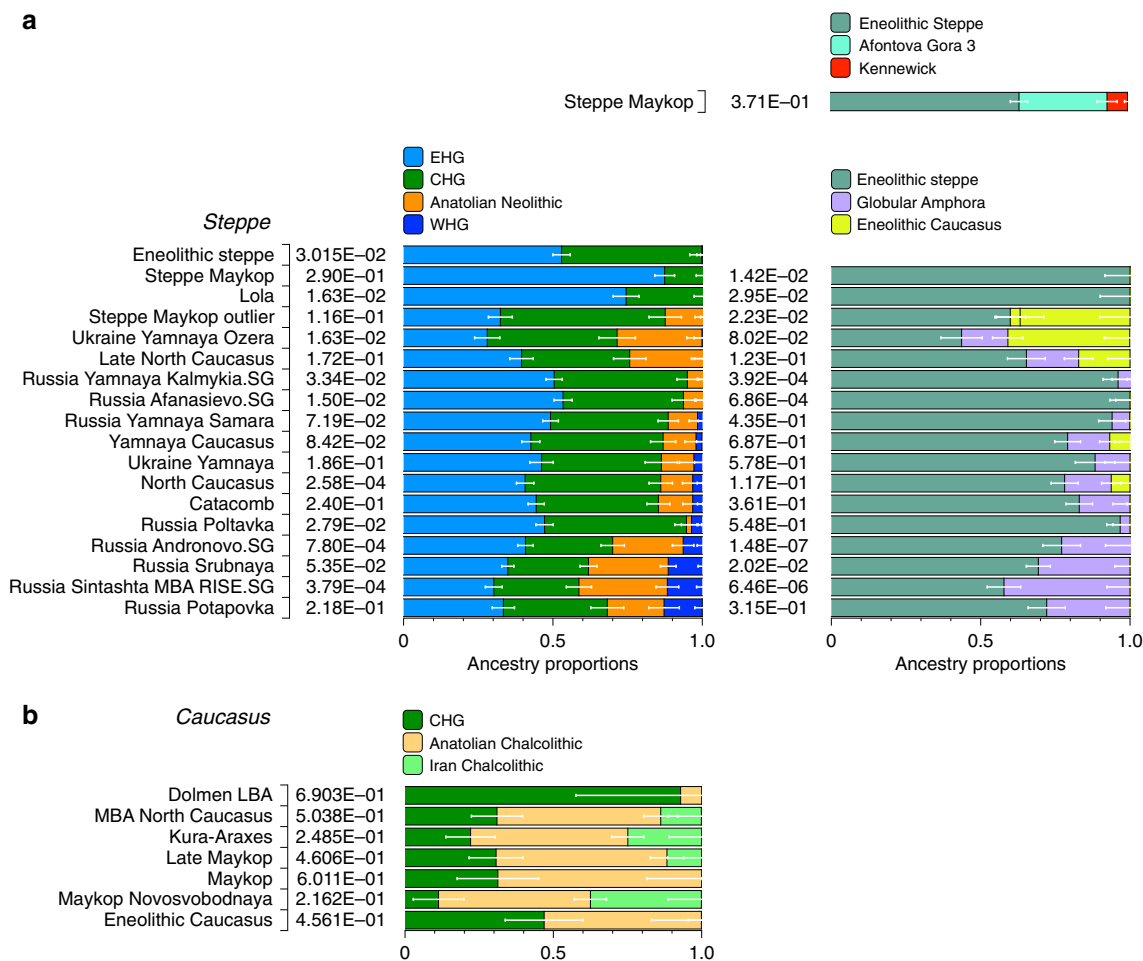 a
Eneolithic Steppe
Afontova Gora 3
Kennewick
Steppe Maykop 3.71E–01
EHG
CHG
Anatolian Neolithic
WHG
Eneolithic steppe
Globular Amphora
Eneolithic Caucasus
Steppe
Eneolithic steppe 3.015E–02
Steppe Maykop 2.90E–01 1.42E–02
Lola 1.63E–02 2.95E–02
Steppe Maykop outlier 1.16E–01 2.23E–02
Ukraine Yamnaya Ozera 1.63E–02 8.02E–02
Late North Caucasus 1.72E–01 1.23E–01
Russia Yamnaya Kalmykia.SG 3.34E–02 3.92E–04
Russia Afanasievo.SG 1.50E–02 6.86E–04
Russia Yamnaya Samara 7.19E–02 4.35E–01
Yamnaya Caucasus 8.42E–02 6.87E–01
Ukraine Yamnaya 1.86E–01 5.78E–01
North Caucasus 2.58E–04 1.17E–01
Catacomb 2.40E–01 3.61E–01
Russia Poltavka 2.79E–02 5.48E–01
Russia Andronovo.SG 7.80E–04 1.48E–07
Russia Srubnaya 5.35E–02 2.02E–02
Russia Sintashta MBA RISE.SG 3.79E–04 6.46E–06
Russia Potapovka 2.18E–01 3.15E–01
0 0.5 1.0 0 0.5 1.0
Ancestry proportions Ancestry proportions
b
Caucasus
CHG
Anatolian Chalcolithic
Iran Chalcolithic
Dolmen LBA 6.903E–01
MBA North Caucasus 5.038E–01
Kura-Araxes 2.485E–01
Late Maykop 4.606E–01
Maykop 6.011E–01
Maykop Novosvobodnaya 2.162E–01
Eneolithic Caucasus 4.561E–01
0 0.5 1.0